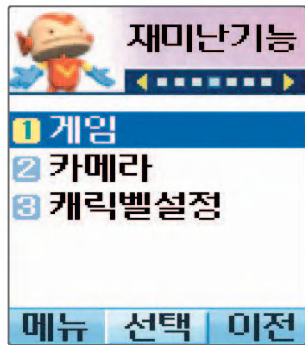 재미난기능
1 게임
2 카메라
3 캐릭벨설정
메뉴 선택 이전